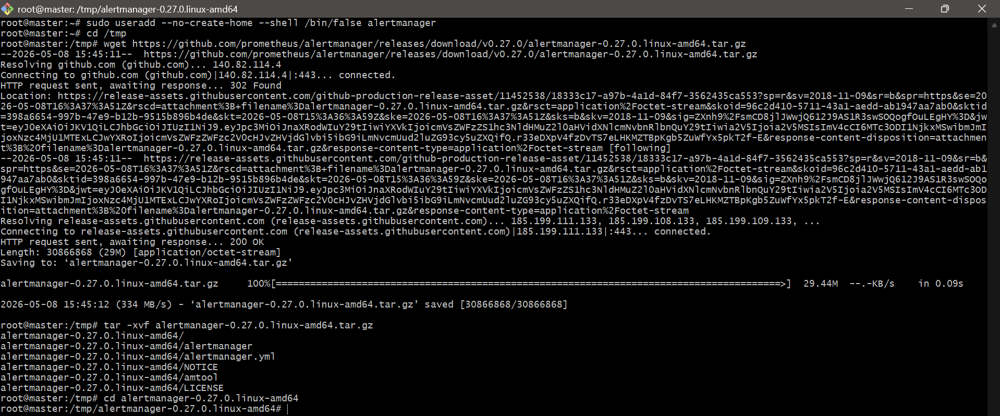 root@master: /tmp/alertmanager-0.27.0.linux-amd64
root@master:~# sudo useradd --no-create-home --shell /bin/false alertmanager
root@master:~# cd /tmp
root@master:/tmp# wget https://github.com/prometheus/alertmanager/releases/download/v0.27.0/alertmanager-0.27.0.linux-amd64.tar.gz
--2026-05-08 15:45:11--  https://github.com/prometheus/alertmanager/releases/download/v0.27.0/alertmanager-0.27.0.linux-amd64.tar.gz
Resolving github.com (github.com)... 140.82.114.4
Connecting to github.com (github.com)|140.82.114.4|:443... connected.
HTTP request sent, awaiting response... 302 Found
Location: https://release-assets.githubusercontent.com/github-production-release-asset/11452538/18333c17-a97b-4a1d-84f7-3562435ca553?sp=r&sv=2018-11-09&sr=b&spr=https&se=20
26-05-08T16%3A37%3A51Z&rscd=attachment%3B+filename%3Dalertmanager-0.27.0.linux-amd64.tar.gz&rsct=application%2Foctet-stream&skoid=96c2d410-5711-43a1-aedd-ab1947aa7ab0&sktid
=398a6654-997b-47e9-b12b-9515b896b4de&skt=2026-05-08T15%3A36%3A59Z&ske=2026-05-08T16%3A37%3A51Z&sks=b&skv=2018-11-09&sig=ZXnh9%2FsmCD8jlJWwjQ612J9AS1R3swSOQogfOuLEgHY%3D&jw
t=eyJ0eXAiOiJKV1QiLCJhbGciOiJIUzI1NiJ9.eyJpc3MiOiJnaXRodWIuY29tIiwiYXVkIjoicmVsZWFzZS1hc3NldHMuZ2l0aHVidXNlcmNvbnRlbnQuY29tIiwia2V5Ijoia2V5MSIsImV4cCI6MTc3ODI1NjkxMSwibmJmI
joxNzc4MjU1MTExLCJwYXRoIjoicmVsZWFzZWFzc2V0cHJvZHVjdGlvbi5ibG9iLmNvcmUud2luZG93cy5uZXQifQ.r33eDXpV4fzDvTS7eLHKMZTBpKgb5ZuWfYx5pkT2f-E&response-content-disposition=attachmen
t%3B%20filename%3Dalertmanager-0.27.0.linux-amd64.tar.gz&response-content-type=application%2Foctet-stream [following]
--2026-05-08 15:45:11--  https://release-assets.githubusercontent.com/github-production-release-asset/11452538/18333c17-a97b-4a1d-84f7-3562435ca553?sp=r&sv=2018-11-09&sr=b&
spr=https&se=2026-05-08T16%3A37%3A51Z&rscd=attachment%3B+filename%3Dalertmanager-0.27.0.linux-amd64.tar.gz&rsct=application%2Foctet-stream&skoid=96c2d410-5711-43a1-aedd-ab1
947aa7ab0&sktid=398a6654-997b-47e9-b12b-9515b896b4de&skt=2026-05-08T15%3A36%3A59Z&ske=2026-05-08T16%3A37%3A51Z&sks=b&skv=2018-11-09&sig=ZXnh9%2FsmCD8jlJWwjQ612J9AS1R3swSOQo
gfOuLEgHY%3D&jwt=eyJ0eXAiOiJKV1QiLCJhbGciOiJIUzI1NiJ9.eyJpc3MiOiJnaXRodWIuY29tIiwiYXVkIjoicmVsZWFzZS1hc3NldHMuZ2l0aHVidXNlcmNvbnRlbnQuY29tIiwia2V5Ijoia2V5MSIsImV4cCI6MTc3OD
I1NjkxMSwibmJmIjoxNzc4MjU1MTExLCJwYXRoIjoicmVsZWFzZWFzc2V0cHJvZHVjdGlvbi5ibG9iLmNvcmUud2luZG93cy5uZXQifQ.r33eDXpV4fzDvTS7eLHKMZTBpKgb5ZuWfYx5pkT2f-E&response-content-dispos
ition=attachment%3B%20filename%3Dalertmanager-0.27.0.linux-amd64.tar.gz&response-content-type=application%2Foctet-stream
Resolving release-assets.githubusercontent.com (release-assets.githubusercontent.com)... 185.199.111.133, 185.199.108.133, 185.199.109.133, ...
Connecting to release-assets.githubusercontent.com (release-assets.githubusercontent.com)|185.199.111.133|:443... connected.
HTTP request sent, awaiting response... 200 OK
Length: 30866868 (29M) [application/octet-stream]
Saving to: ‘alertmanager-0.27.0.linux-amd64.tar.gz’
alertmanager-0.27.0.linux-amd64.tar.gz     100%[========================================================================================>]  29.44M  --.-KB/s    in 0.09s
2026-05-08 15:45:12 (334 MB/s) - ‘alertmanager-0.27.0.linux-amd64.tar.gz’ saved [30866868/30866868]
root@master:/tmp# tar -xvf alertmanager-0.27.0.linux-amd64.tar.gz
alertmanager-0.27.0.linux-amd64/
alertmanager-0.27.0.linux-amd64/alertmanager
alertmanager-0.27.0.linux-amd64/alertmanager.yml
alertmanager-0.27.0.linux-amd64/NOTICE
alertmanager-0.27.0.linux-amd64/amtool
alertmanager-0.27.0.linux-amd64/LICENSE
root@master:/tmp# cd alertmanager-0.27.0.linux-amd64
root@master:/tmp/alertmanager-0.27.0.linux-amd64#